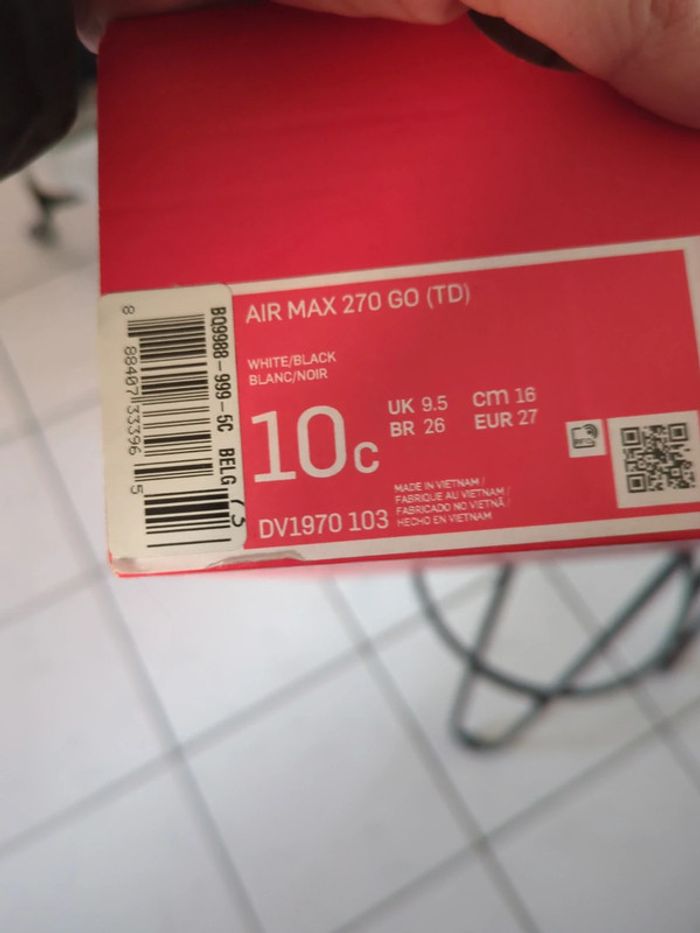 AIR MAX 270 GO (TD)
WHITE/BLACK
BLANC/NOIR
10C
UK 9.5 cm 16
BR 26 EUR 27
MADE IN VIETNAM /
FABRIQUE AU VIETNAM /
FABRICADO NO VIETNÃ /
HECHO EN VIETNAM
DV1970 103
BQ9988-999-5C BELG
8 88407 33396 5